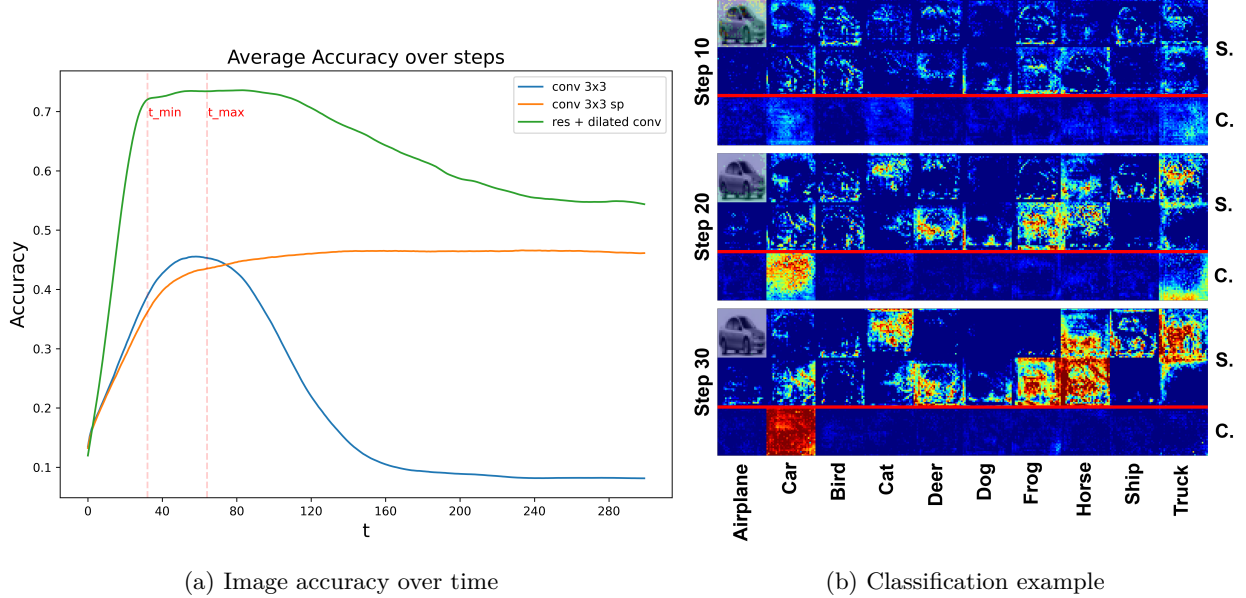 Average Accuracy over steps
conv 3x3
conv 3x3 sp
res + dilated conv
t_min
t_max
Accuracy
0.7
0.6
0.5
0.4
0.3
0.2
0.1
0 40 80 120 160 200 240 280
t
(a) Image accuracy over time
Step 10
S.
C.
Step 20
S.
C.
Step 30
S.
C.
Airplane
Car
Bird
Cat
Deer
Dog
Frog
Horse
Ship
Truck
(b) Classification example